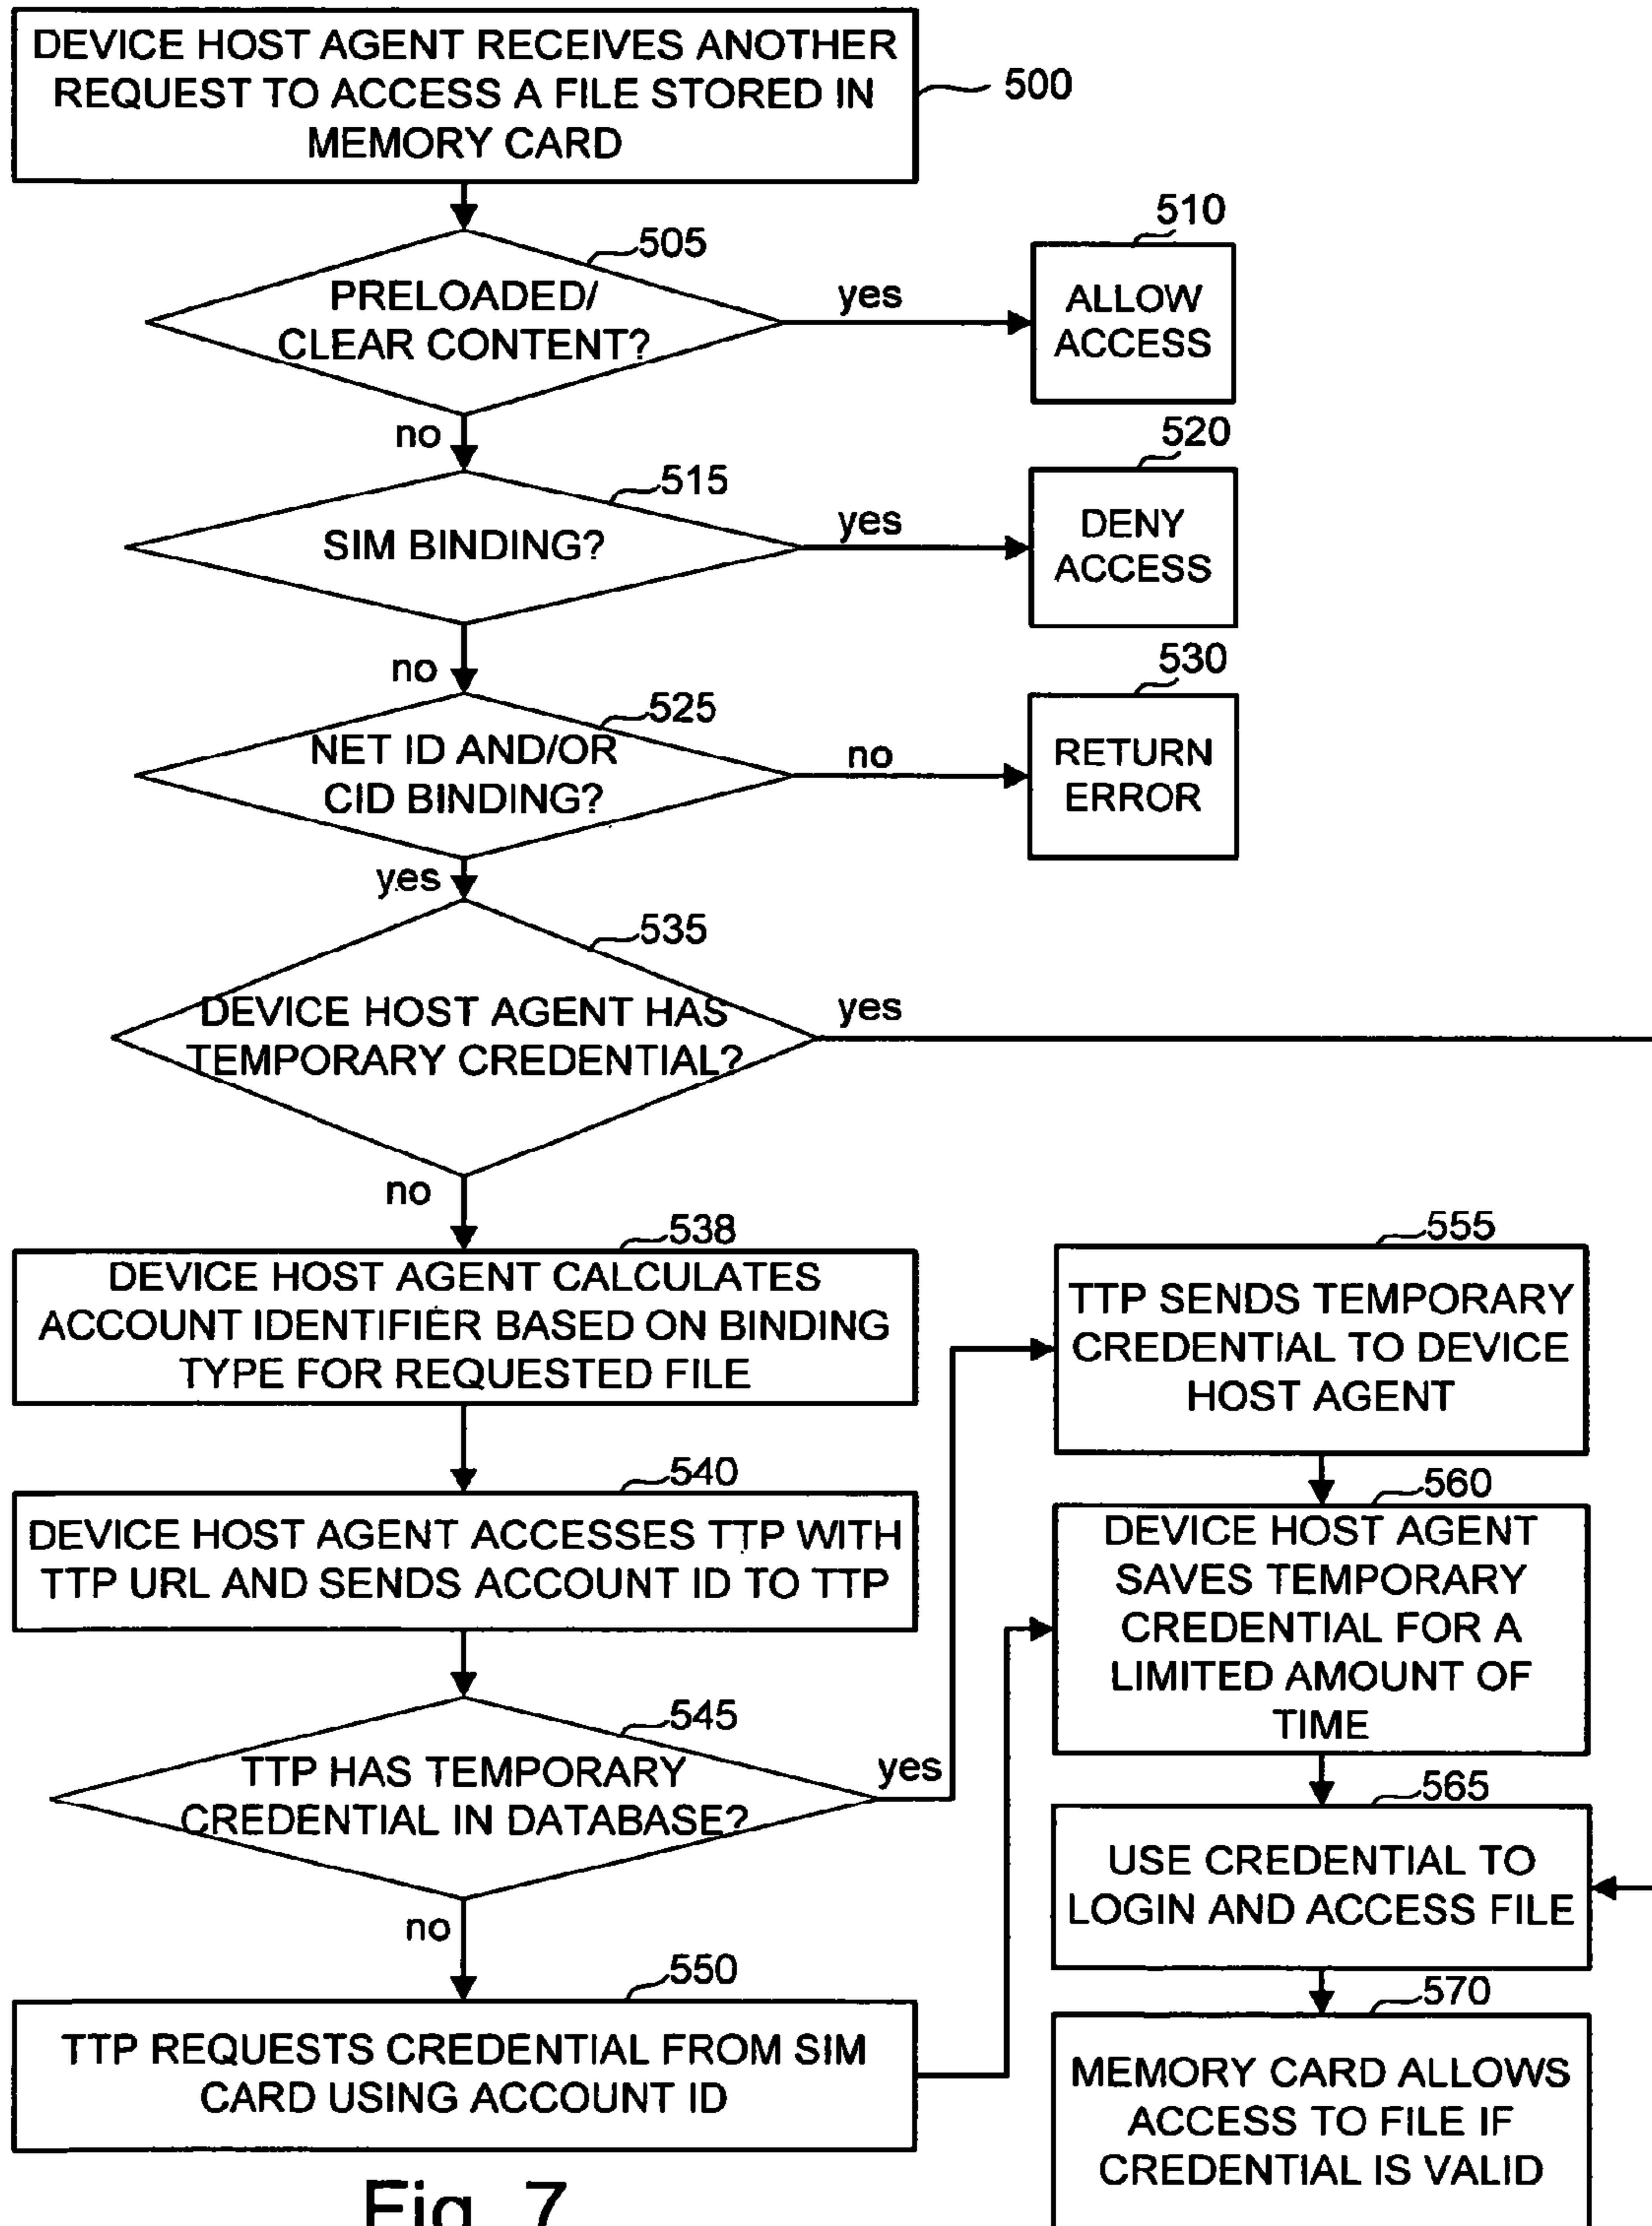 DEVICE HOST AGENT RECEIVES ANOTHER
REQUEST TO ACCESS A FILE STORED IN
MEMORY CARD
500
505
PRELOADED/
CLEAR CONTENT?
yes
510
ALLOW
ACCESS
no
515
SIM BINDING?
yes
520
DENY
ACCESS
no
525
NET ID AND/OR
CID BINDING?
no
530
RETURN
ERROR
yes
535
DEVICE HOST AGENT HAS
TEMPORARY CREDENTIAL?
yes
no
538
DEVICE HOST AGENT CALCULATES
ACCOUNT IDENTIFIER BASED ON BINDING
TYPE FOR REQUESTED FILE
540
DEVICE HOST AGENT ACCESSES TTP WITH
TTP URL AND SENDS ACCOUNT ID TO TTP
545
TTP HAS TEMPORARY
CREDENTIAL IN DATABASE?
yes
no
550
TTP REQUESTS CREDENTIAL FROM SIM
CARD USING ACCOUNT ID
555
TTP SENDS TEMPORARY
CREDENTIAL TO DEVICE
HOST AGENT
560
DEVICE HOST AGENT
SAVES TEMPORARY
CREDENTIAL FOR A
LIMITED AMOUNT OF
TIME
565
USE CREDENTIAL TO
LOGIN AND ACCESS FILE
570
MEMORY CARD ALLOWS
ACCESS TO FILE IF
CREDENTIAL IS VALID
Fig. 7